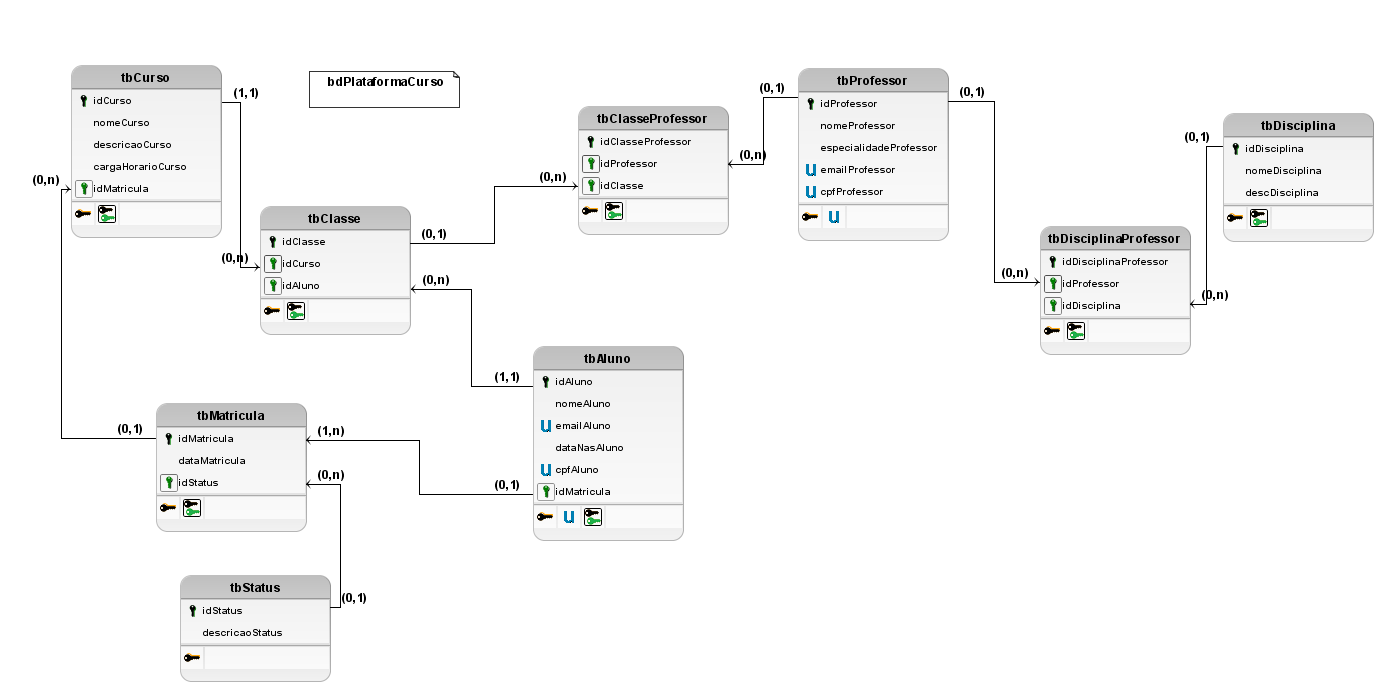 bdPlataformaCurso
tbCurso
idCurso
nomeCurso
descricaoCurso
cargaHorarioCurso
idMatricula
(1,1)
(0,n)
(0,n)
tbClasse
idClasse
idCurso
idAluno
(0,1)
(0,n)
(0,n)
tbClasseProfessor
idClasseProfessor
idProfessor
idClasse
(0,1)
(0,n)
tbProfessor
idProfessor
nomeProfessor
especialidadeProfessor
u emailProfessor
u cpfProfessor
u
(0,1)
(0,n)
tbDisciplina
idDisciplina
nomeDisciplina
descDisciplina
(0,1)
(0,n)
tbDisciplinaProfessor
idDisciplinaProfessor
idProfessor
idDisciplina
tbAluno
idAluno
nomeAluno
u emailAluno
dataNasAluno
u cpfAluno
idMatricula
u
(1,1)
(0,1)
tbMatricula
idMatricula
dataMatricula
idStatus
(0,1)
(1,n)
(0,n)
tbStatus
idStatus
descricaoStatus
(0,1)